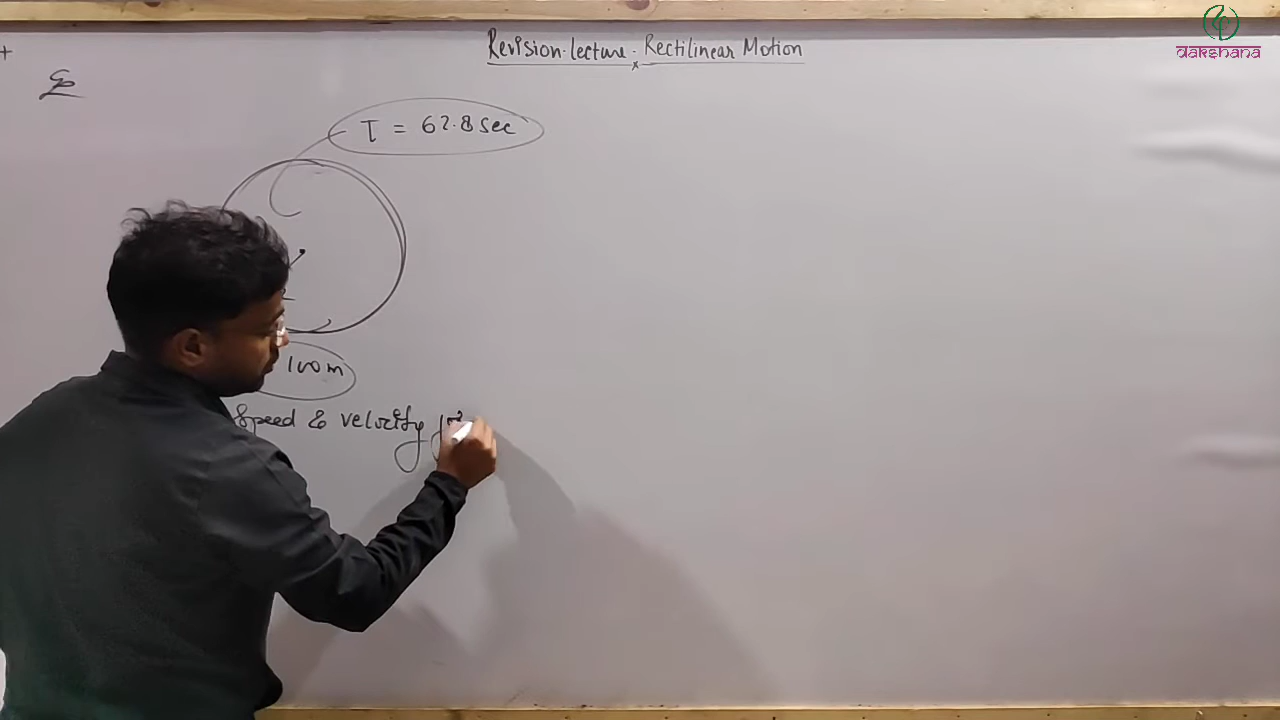 Revision lecture - Rectilinear Motion
dakshana
T = 62.8 sec
100 m
Speed & velocity